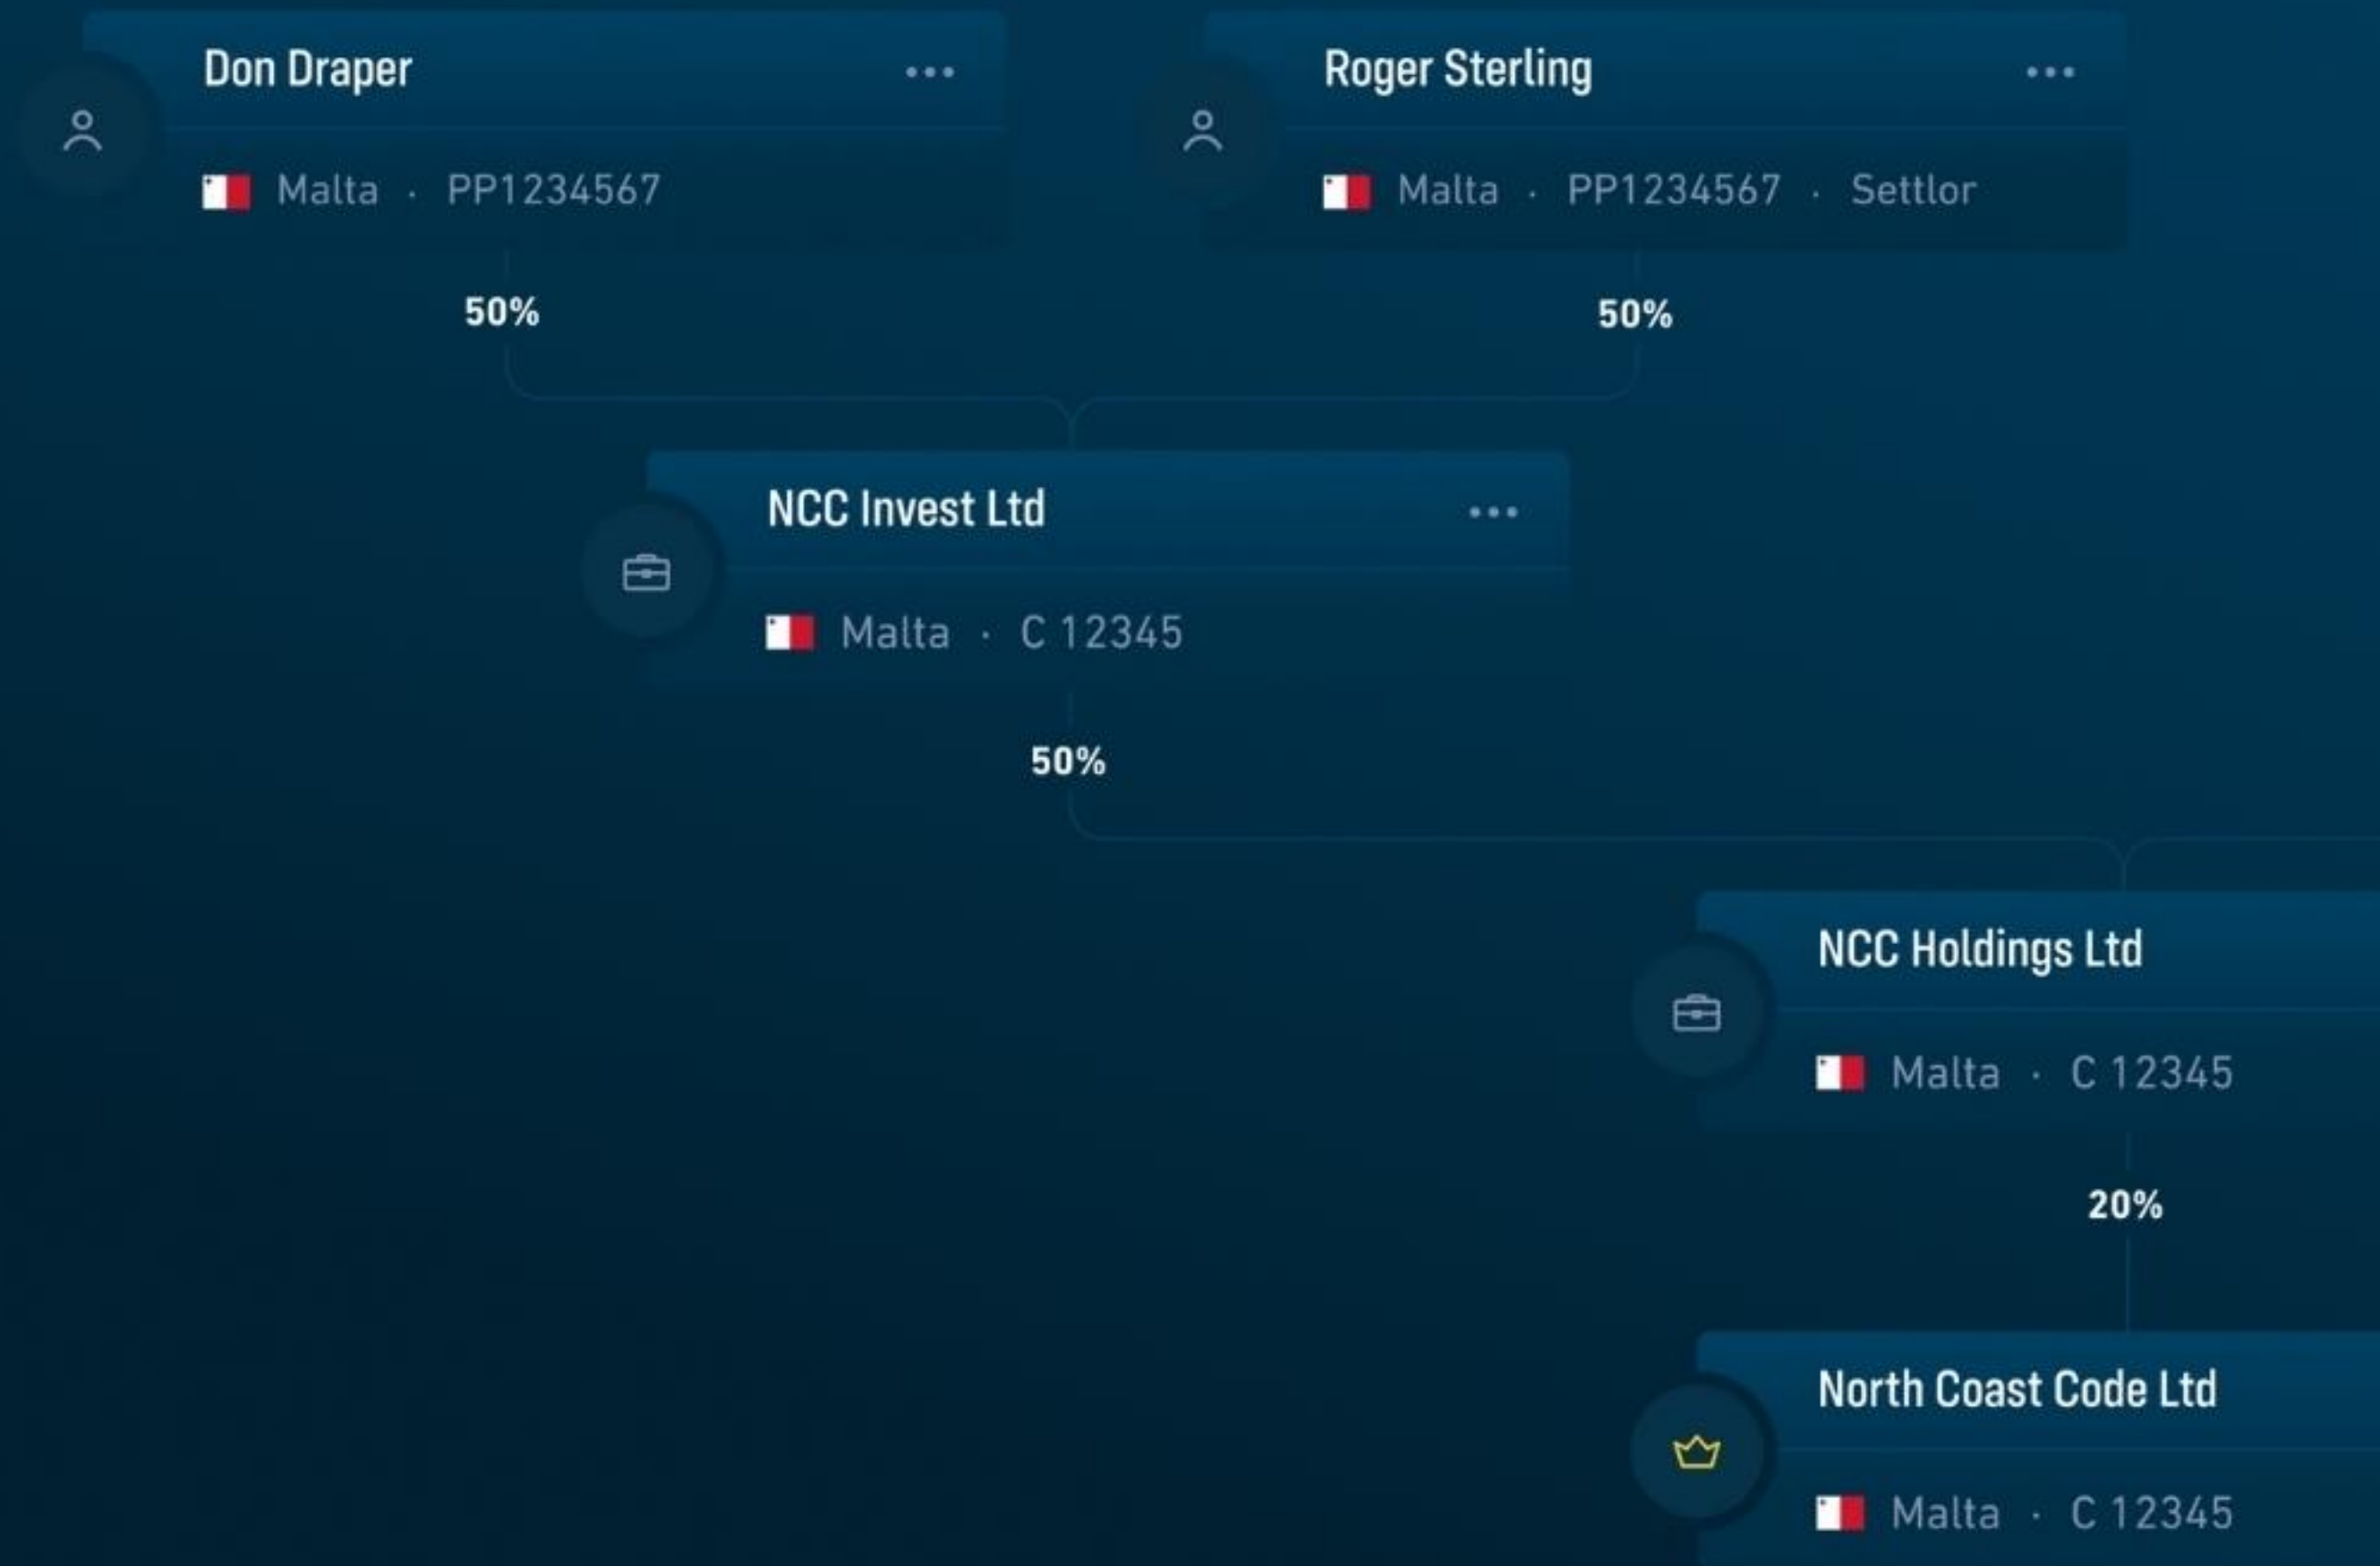 Don Draper
Malta · PP1234567
50%
Roger Sterling
Malta · PP1234567 · Settlor
50%
NCC Invest Ltd
Malta · C 12345
50%
NCC Holdings Ltd
Malta · C 12345
20%
North Coast Code Ltd
Malta · C 12345